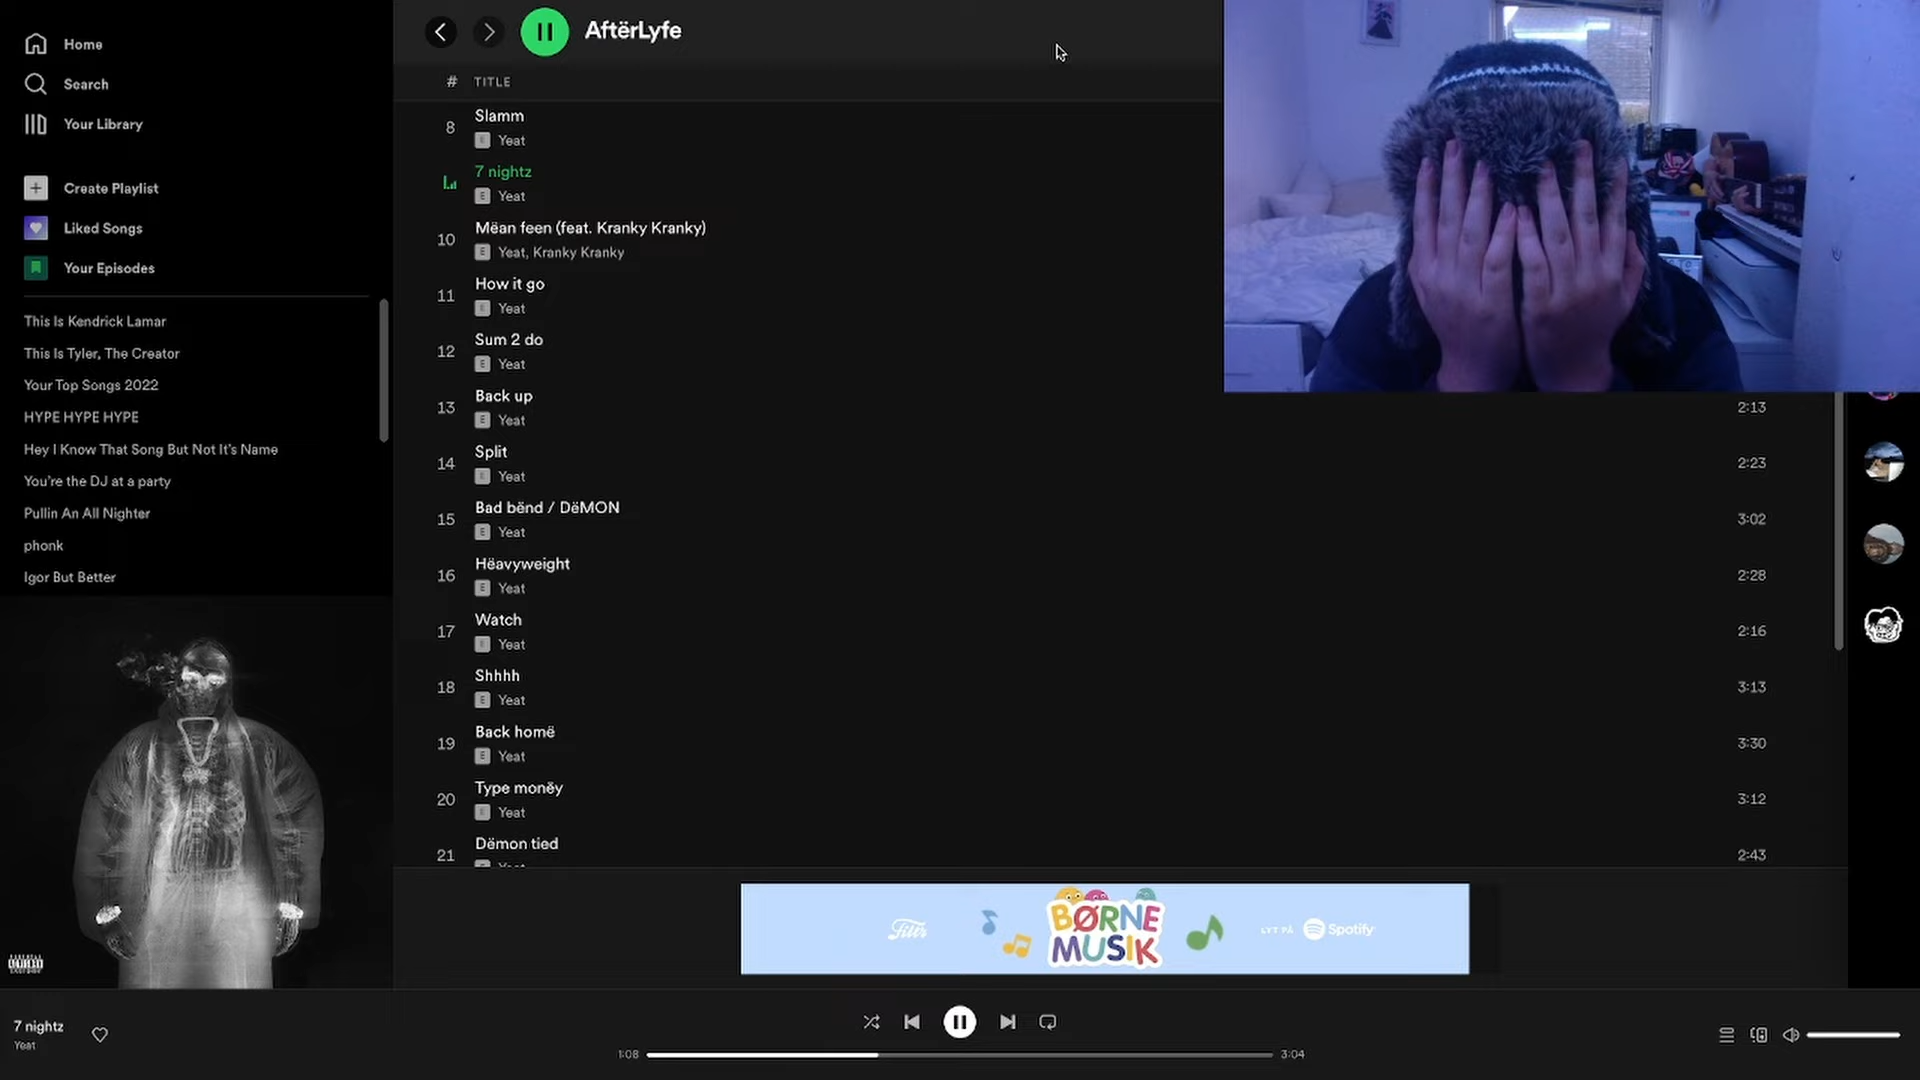 Home
Search
Your Library
Create Playlist
Liked Songs
Your Episodes
This Is Kendrick Lamar
This Is Tyler, The Creator
Your Top Songs 2022
HYPE HYPE HYPE
Hey I Know That Song But Not It's Name
You're the DJ at a party
Pullin An All Nighter
phonk
Igor But Better
AftërLyfe
# TITLE
8 Slamm
E Yeat
7 nightz
E Yeat
10 Mëan feen (feat. Kranky Kranky)
E Yeat, Kranky Kranky
11 How it go
E Yeat
12 Sum 2 do
E Yeat
13 Back up 2:13
E Yeat
14 Split 2:23
E Yeat
15 Bad bënd / DëMON 3:02
E Yeat
16 Hëavyweight 2:28
E Yeat
17 Watch 2:16
E Yeat
18 Shhhh 3:13
E Yeat
19 Back homë 3:30
E Yeat
20 Type monëy 3:12
E Yeat
21 Dëmon tied 2:43
Filtr
BØRNE
MUSIK
LYT PÅ Spotify
7 nightz
Yeat
1:08
3:04